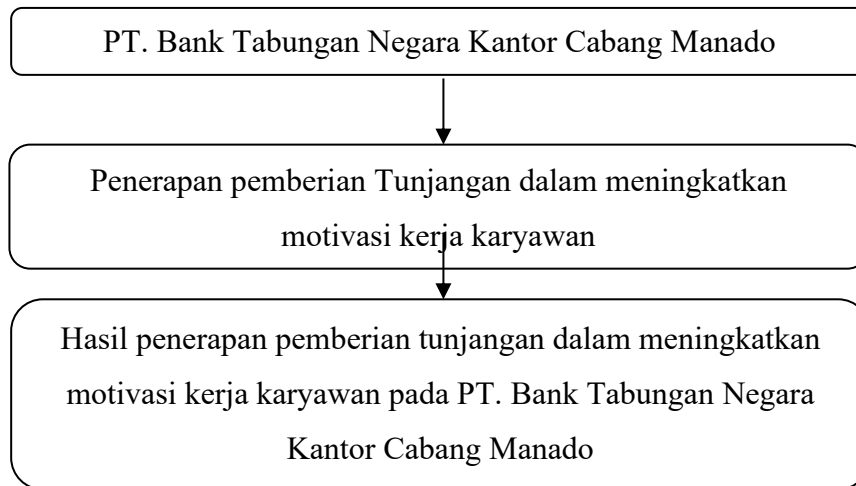 PT. Bank Tabungan Negara Kantor Cabang Manado
Penerapan pemberian Tunjangan dalam meningkatkan
motivasi kerja karyawan
Hasil penerapan pemberian tunjangan dalam meningkatkan
motivasi kerja karyawan pada PT. Bank Tabungan Negara
Kantor Cabang Manado